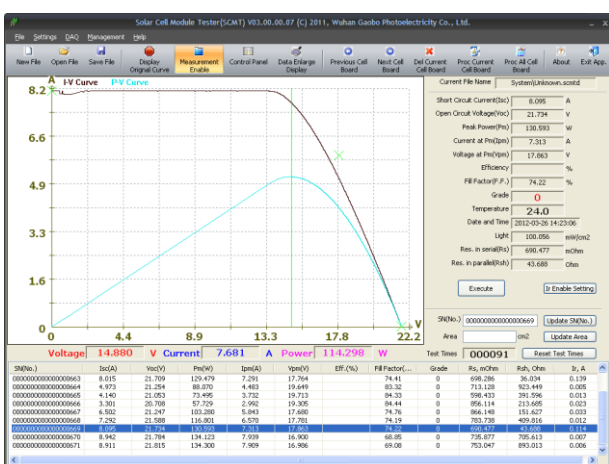 Solar Cell Module Tester(SCMT) V03.00.00.07 (C) 2011, Wuhan Gaobo Photoelectricity Co., Ltd.
File Settings DAQ Management Help
New File Open File Save File Display Orignal Curve Measurement Enable Control Panel Data Enlarge Display Previous Cell Board Next Cell Board Del Current Cell Board Proc Current Cell Board Proc All Cell Board About Exit App.
A I-V Curve P-V Curve
8.2
6.6
4.9
3.3
1.6
0
0 4.4 8.9 13.3 17.8 22.2 V
Voltage 14.880 V Current 7.681 A Power 114.298 W
Current File Name System\Unknown.scmtd
Short Circuit Current(Isc) 8.095 A
Open Circuit Voltage(Voc) 21.734 V
Peak Power(Pm) 130.593 W
Current at Pm(Ipm) 7.313 A
Voltage at Pm(Vpm) 17.863 V
Efficiency %
Fill Factor(F.F.) 74.22 %
Grade 0
Temperature 24.0
Date and Time 2012-03-26 14:23:06
Light 100.056 mW/cm2
Res. in serial(Rs) 690.477 mOhm
Res. in parallel(Rsh) 43.688 Ohm
Execute Ir Enable Setting
SN(No.) Update SN(No.)
Area cm2 Update Area
Test Times 000091 Reset Test Times
SN(No.) Isc(A) Voc(V) Pm(W) Ipm(A) Vpm(V) Eff.(%) Fill Factor(... Grade Rs, mOhm Rsh, Ohm Ir, A
8.015 21.709 129.479 7.291 17.764 74.41 0 698.286 36.034 0.139
4.973 21.254 88.070 4.483 19.649 83.32 0 713.128 923.449 0.005
4.140 21.053 73.495 3.732 19.713 84.33 0 598.433 391.596 0.013
3.301 20.708 57.729 2.992 19.305 84.44 0 856.114 213.685 0.023
6.502 21.247 103.280 5.843 17.680 74.76 0 866.148 151.627 0.033
7.292 21.588 116.801 6.578 17.781 74.19 0 783.738 409.816 0.012
8.095 21.734 130.593 7.313 17.863 74.22 0 690.477 43.688 0.114
8.942 21.784 134.123 7.939 16.900 68.85 0 735.877 705.613 0.007
8.911 21.815 134.300 7.909 16.986 69.08 0 753.047 893.013 0.006